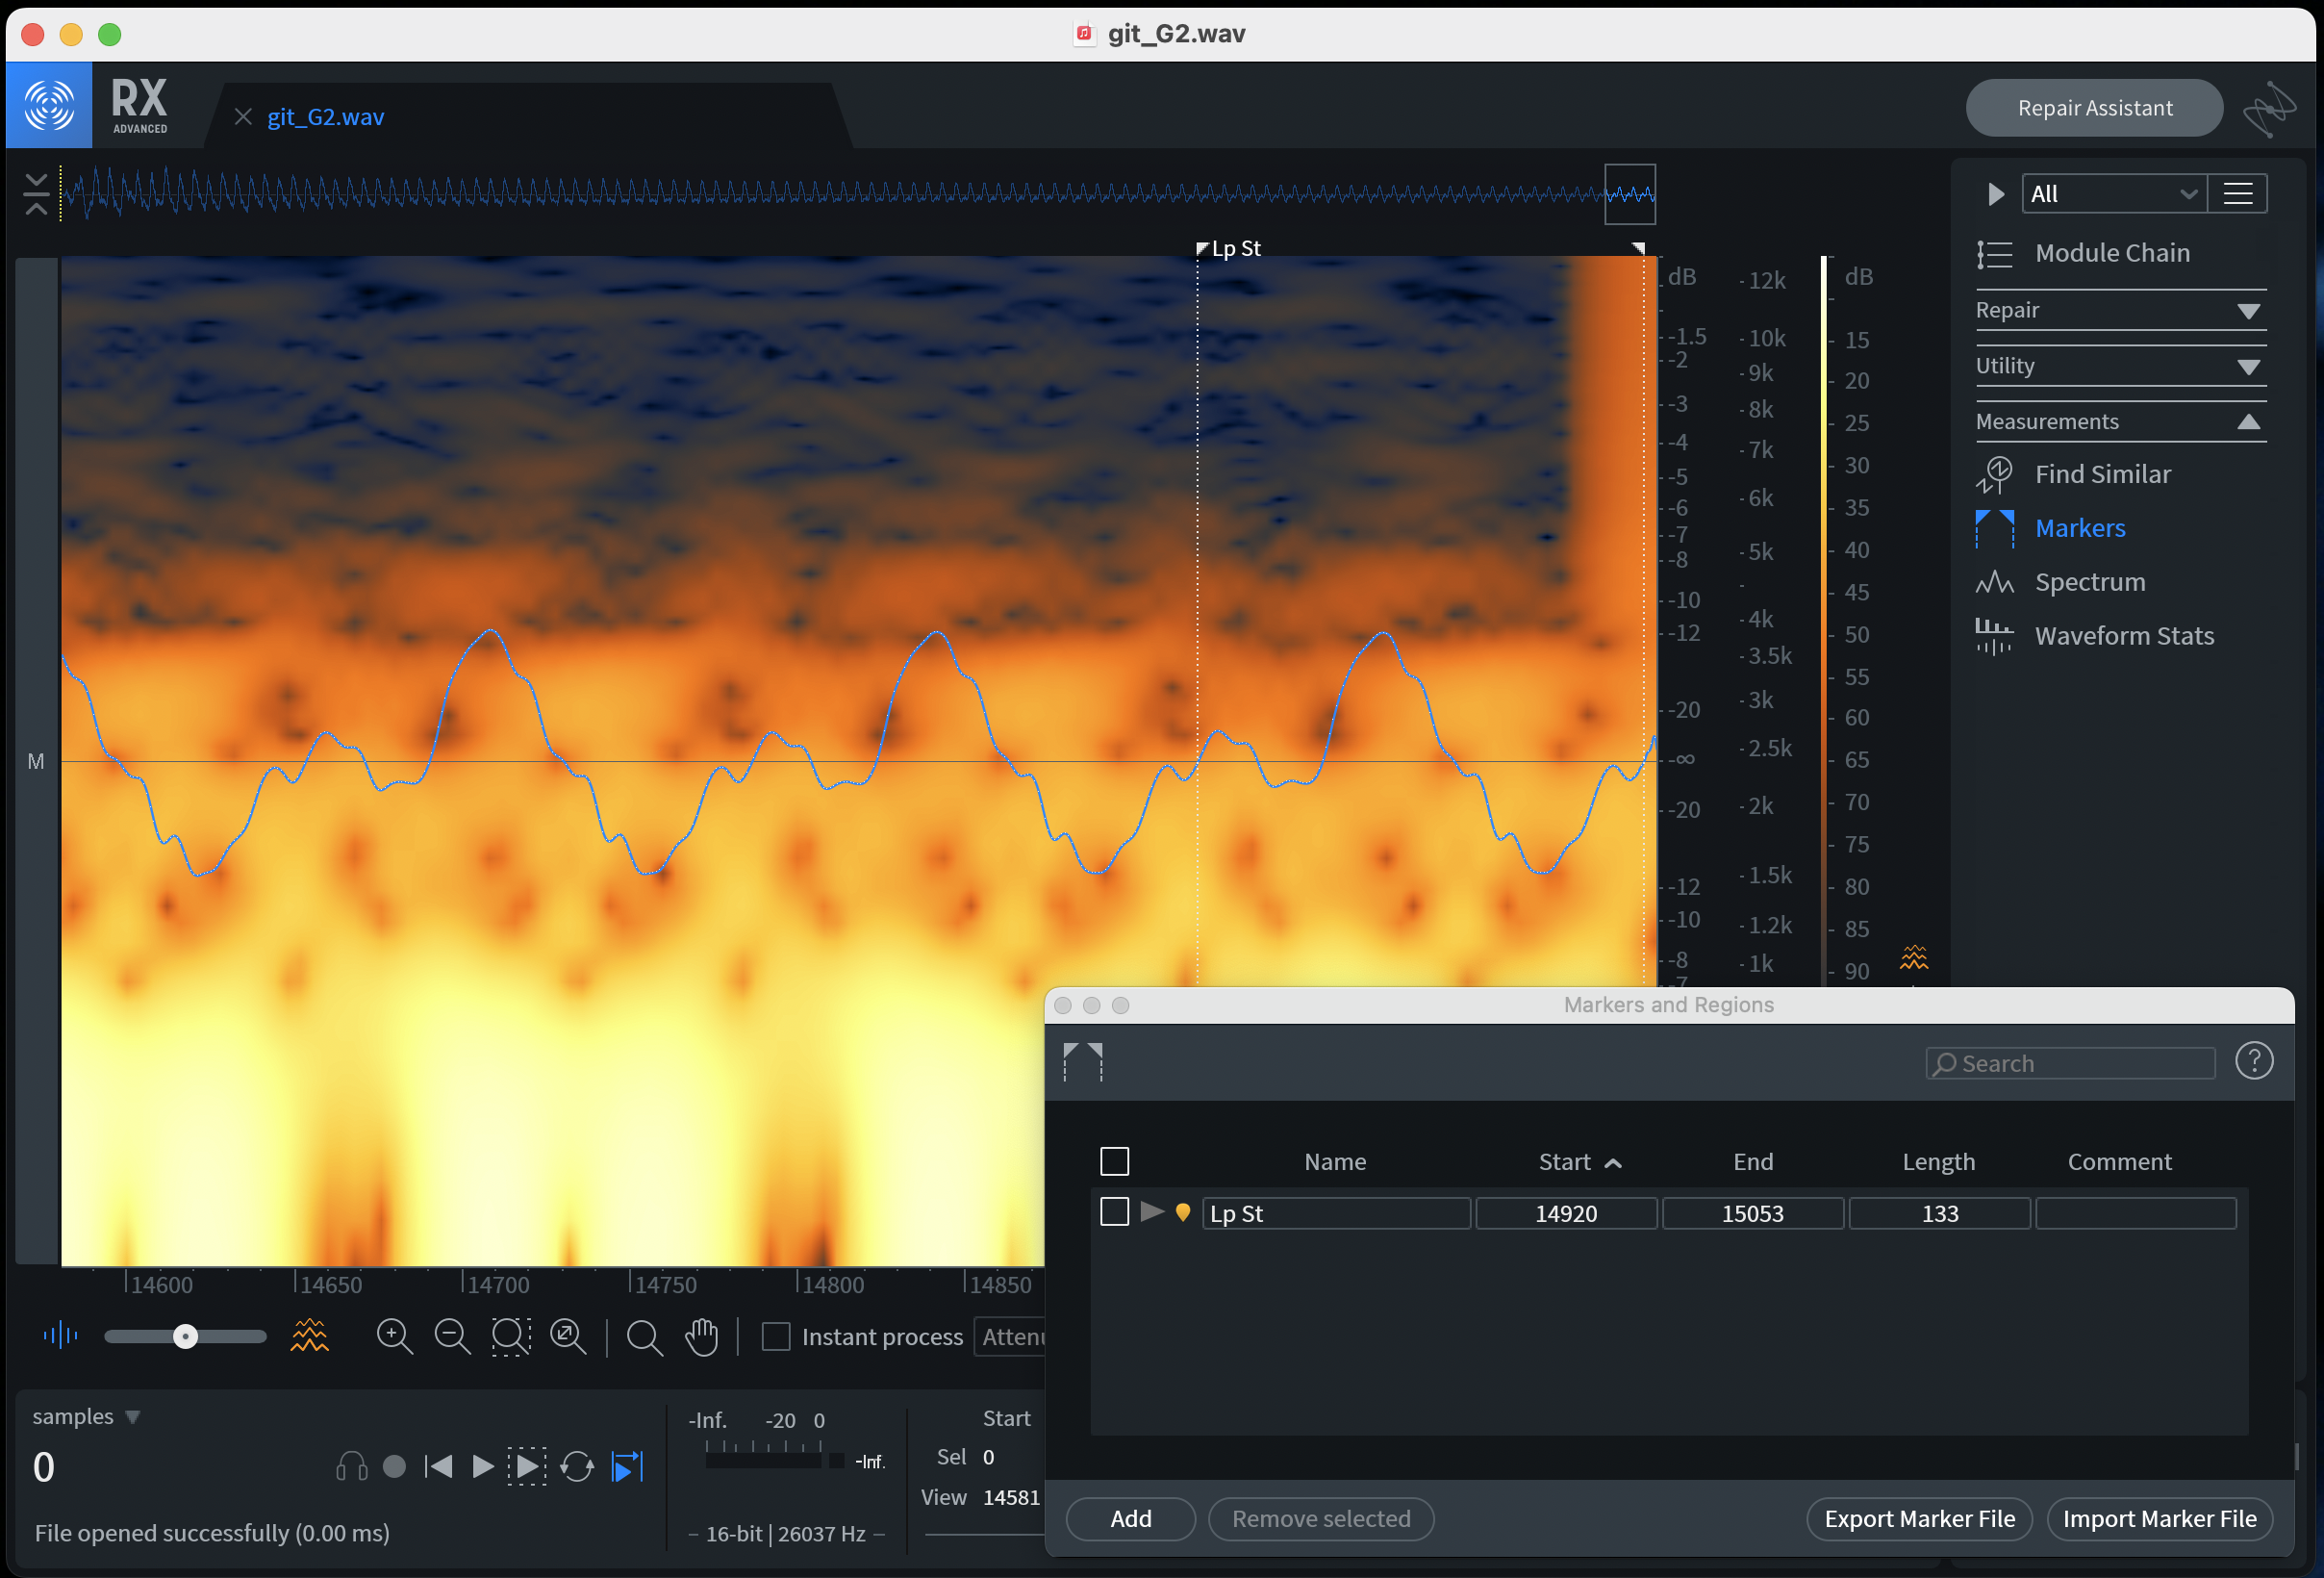 git_G2.wav
RX
ADVANCED
git_G2.wav
Repair Assistant
All
Module Chain
Repair
Utility
Measurements
Find Similar
Markers
Spectrum
Waveform Stats
Lp St
M
dB
-1.5
-2
-3
-4
-5
-6
-7
-8
-10
-12
-20
-∞
-20
-12
-10
-8
-7
12k
10k
9k
8k
7k
6k
5k
4k
3.5k
3k
2.5k
2k
1.5k
1.2k
1k
dB
15
20
25
30
35
40
45
50
55
60
65
70
75
80
85
90
14600 14650 14700 14750 14800 14850
Instant process
samples
0
File opened successfully (0.00 ms)
-Inf. -20 0
-Inf.
16-bit | 26037 Hz
Start
Sel 0
View 14581
Markers and Regions
Search
?
Name Start End Length Comment
Lp St 14920 15053 133
Add Remove selected Export Marker File Import Marker File